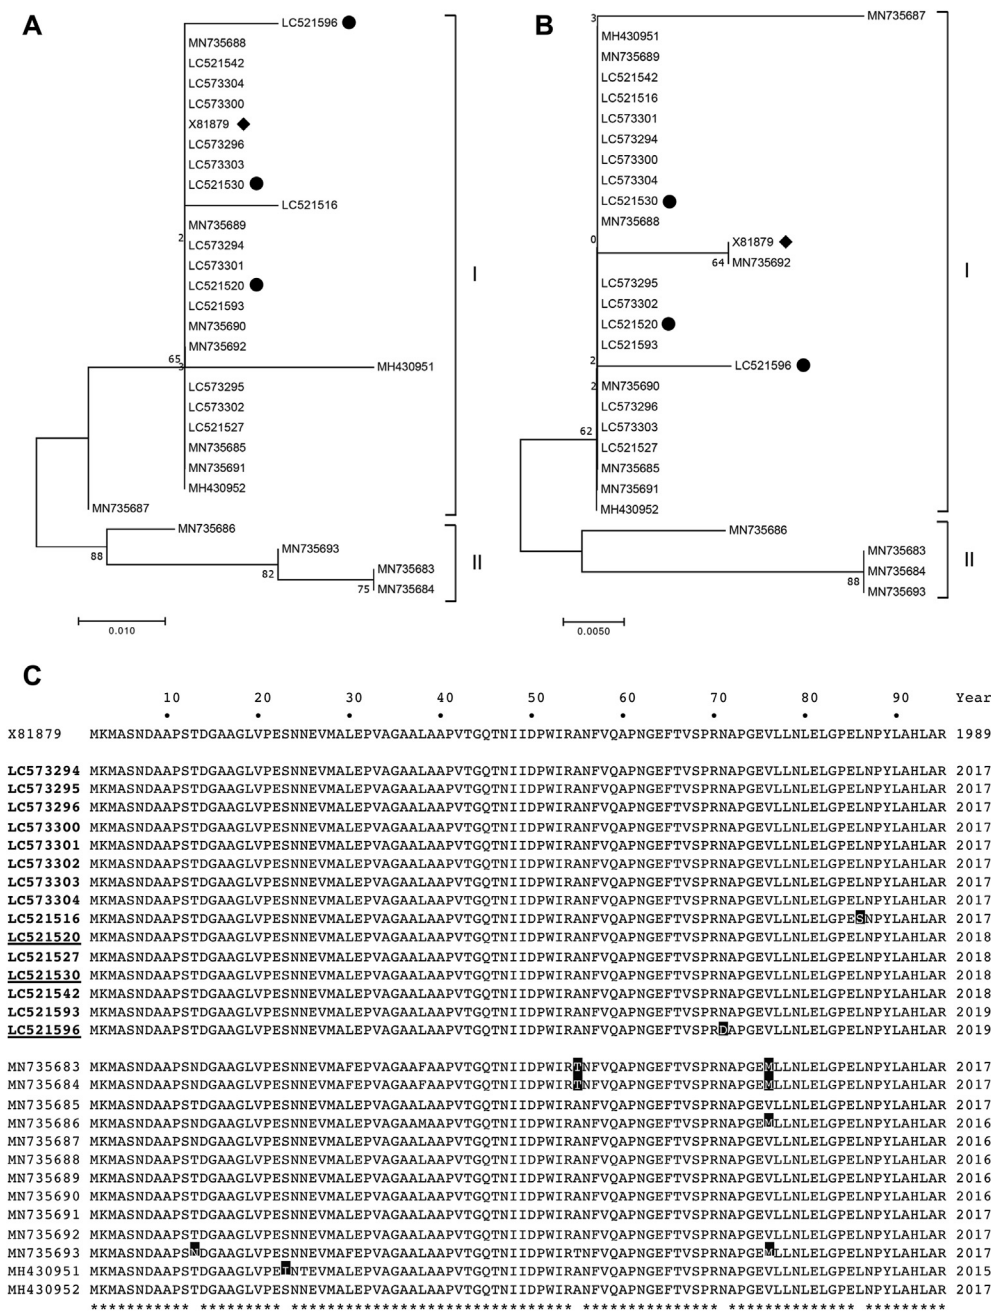 A
LC521596
MN735688
LC521542
LC573304
LC573300
X81879
LC573296
LC573303
LC521530
LC521516
MN735689
2
LC573294
LC573301
LC521520
LC521593
MN735690
MN735692
65
3
MH430951
LC573295
LC573302
LC521527
MN735685
MN735691
MH430952
MN735687
I
MN735686
88
MN735693
82
MN735683
75
MN735684
II
0.010
B
3
MN735687
MH430951
MN735689
LC521542
LC521516
LC573301
LC573294
LC573300
LC573304
LC521530
MN735688
0
X81879
64
MN735692
LC573295
LC573302
LC521520
LC521593
2
LC521596
2
MN735690
LC573296
LC573303
62
LC521527
MN735685
MN735691
MH430952
I
MN735686
MN735683
88
MN735684
MN735693
II
0.0050
C
10 20 30 40 50 60 70 80 90 Year
X81879 MKMASNDAAPSTDGAAGLVPESNNEVMALEPVAGAALAAPVTGQTNIIDPWIRANFVQAPNGEFTVSPRNAPGEVLLNLELGPELNPYLAHLAR 1989
LC573294 MKMASNDAAPSTDGAAGLVPESNNEVMALEPVAGAALAAPVTGQTNIIDPWIRANFVQAPNGEFTVSPRNAPGEVLLNLELGPELNPYLAHLAR 2017
LC573295 MKMASNDAAPSTDGAAGLVPESNNEVMALEPVAGAALAAPVTGQTNIIDPWIRANFVQAPNGEFTVSPRNAPGEVLLNLELGPELNPYLAHLAR 2017
LC573296 MKMASNDAAPSTDGAAGLVPESNNEVMALEPVAGAALAAPVTGQTNIIDPWIRANFVQAPNGEFTVSPRNAPGEVLLNLELGPELNPYLAHLAR 2017
LC573300 MKMASNDAAPSTDGAAGLVPESNNEVMALEPVAGAALAAPVTGQTNIIDPWIRANFVQAPNGEFTVSPRNAPGEVLLNLELGPELNPYLAHLAR 2017
LC573301 MKMASNDAAPSTDGAAGLVPESNNEVMALEPVAGAALAAPVTGQTNIIDPWIRANFVQAPNGEFTVSPRNAPGEVLLNLELGPELNPYLAHLAR 2017
LC573302 MKMASNDAAPSTDGAAGLVPESNNEVMALEPVAGAALAAPVTGQTNIIDPWIRANFVQAPNGEFTVSPRNAPGEVLLNLELGPELNPYLAHLAR 2017
LC573303 MKMASNDAAPSTDGAAGLVPESNNEVMALEPVAGAALAAPVTGQTNIIDPWIRANFVQAPNGEFTVSPRNAPGEVLLNLELGPELNPYLAHLAR 2017
LC573304 MKMASNDAAPSTDGAAGLVPESNNEVMALEPVAGAALAAPVTGQTNIIDPWIRANFVQAPNGEFTVSPRNAPGEVLLNLELGPELNPYLAHLAR 2017
LC521516 MKMASNDAAPSTDGAAGLVPESNNEVMALEPVAGAALAAPVTGQTNIIDPWIRANFVQAPNGEFTVSPRNAPGEVLLNLELGPESNPYLAHLAR 2017
LC521520 MKMASNDAAPSTDGAAGLVPESNNEVMALEPVAGAALAAPVTGQTNIIDPWIRANFVQAPNGEFTVSPRNAPGEVLLNLELGPELNPYLAHLAR 2018
LC521527 MKMASNDAAPSTDGAAGLVPESNNEVMALEPVAGAALAAPVTGQTNIIDPWIRANFVQAPNGEFTVSPRNAPGEVLLNLELGPELNPYLAHLAR 2018
LC521530 MKMASNDAAPSTDGAAGLVPESNNEVMALEPVAGAALAAPVTGQTNIIDPWIRANFVQAPNGEFTVSPRNAPGEVLLNLELGPELNPYLAHLAR 2018
LC521542 MKMASNDAAPSTDGAAGLVPESNNEVMALEPVAGAALAAPVTGQTNIIDPWIRANFVQAPNGEFTVSPRNAPGEVLLNLELGPELNPYLAHLAR 2018
LC521593 MKMASNDAAPSTDGAAGLVPESNNEVMALEPVAGAALAAPVTGQTNIIDPWIRANFVQAPNGEFTVSPRNAPGEVLLNLELGPELNPYLAHLAR 2019
LC521596 MKMASNDAAPSTDGAAGLVPESNNEVMALEPVAGAALAAPVTGQTNIIDPWIRANFVQAPNGEFTVSPRDAPGEVLLNLELGPELNPYLAHLAR 2019
MN735683 MKMASNDAAPSNDGAAGLVPESNNEVMAFEPVAGAAFAAPVTGQTNIIDPWIRTNFVQAPNGEFTVSPRNAPGEMLLNLELGPELNPYLAHLAR 2017
MN735684 MKMASNDAAPSNDGAAGLVPESNNEVMAFEPVAGAAFAAPVTGQTNIIDPWIRTNFVQAPNGEFTVSPRNAPGEMLLNLELGPELNPYLAHLAR 2017
MN735685 MKMASNDAAPSTDGAAGLVPESNNEVMALEPVAGAALAAPVTGQTNIIDPWIRANFVQAPNGEFTVSPRNAPGEVLLNLELGPELNPYLAHLAR 2017
MN735686 MKMASNDAAPSNDGAAGLVPESNNEVMALEPVAGAAMAAPVTGQTNIIDPWIRANFVQAPNGEFTVSPRNAPGEMLLNLELGPELNPYLAHLAR 2016
MN735687 MKMASNDAAPSNDGAAGLVPESNNEVMALEPVAGAALAAPVTGQTNIIDPWIRANFVQAPNGEFTVSPRNAPGEVLLNLELGPELNPYLAHLAR 2016
MN735688 MKMASNDAAPSTDGAAGLVPESNNEVMALEPVAGAALAAPVTGQTNIIDPWIRANFVQAPNGEFTVSPRNAPGEVLLNLELGPELNPYLAHLAR 2016
MN735689 MKMASNDAAPSTDGAAGLVPESNNEVMALEPVAGAALAAPVTGQTNIIDPWIRANFVQAPNGEFTVSPRNAPGEVLLNLELGPELNPYLAHLAR 2016
MN735690 MKMASNDAAPSTDGAAGLVPESNNEVMALEPVAGAALAAPVTGQTNIIDPWIRANFVQAPNGEFTVSPRNAPGEVLLNLELGPELNPYLAHLAR 2016
MN735691 MKMASNDAAPSTDGAAGLVPESNNEVMALEPVAGAALAAPVTGQTNIIDPWIRANFVQAPNGEFTVSPRNAPGEVLLNLELGPELNPYLAHLAR 2017
MN735692 MKMASNDAAPSTDGAAGLVPESNNEVMALEPVAGAALAAPVTGQTNIIDPWIRANFVQAPNGEFTVSPRNAPGEVLLNLELGPELNPYLAHLAR 2017
MN735693 MKMASNDAAPSNDGAAGLVPESNNEVMAFEPVAGAALAAPVTGQTNIIDPWIRTNFVQAPNGEFTVSPRNAPGEMLLNLELGPELNPYLAHLAR 2017
MH430951 MKMASNDAAPSTDGAAGLVPEINTEVMALEPVAGAALAAPVTGQTNIIDPWIRANFVQAPNGEFTVSPRNAPGEVLLNLELGPELNPYLAHLAR 2015
MH430952 MKMASNDAAPSTDGAAGLVPESNNEVMALEPVAGAALAAPVTGQTNIIDPWIRANFVQAPNGEFTVSPRNAPGEVLLNLELGPELNPYLAHLAR 2017
*********** ********* ******************************* *************** ************** *********